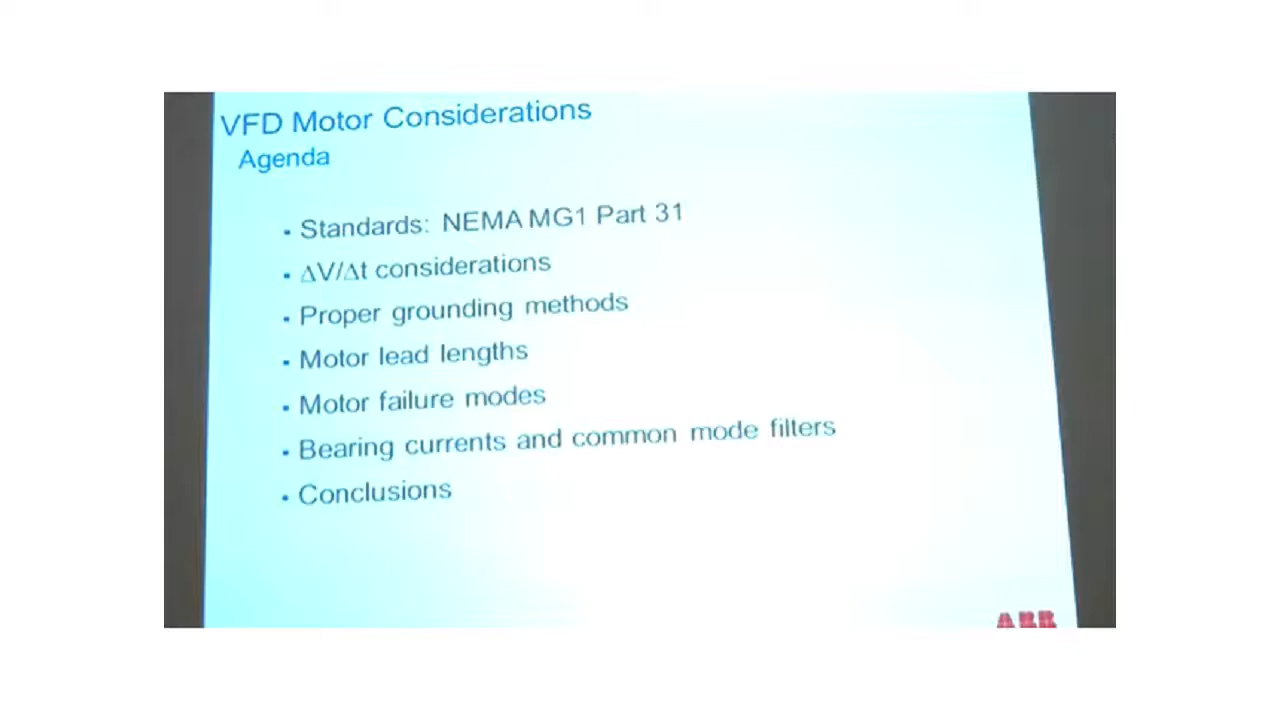 VFD Motor Considerations
Agenda
▪ Standards: NEMA MG1 Part 31
▪ ΔV/Δt considerations
▪ Proper grounding methods
▪ Motor lead lengths
▪ Motor failure modes
▪ Bearing currents and common mode filters
▪ Conclusions
ABB